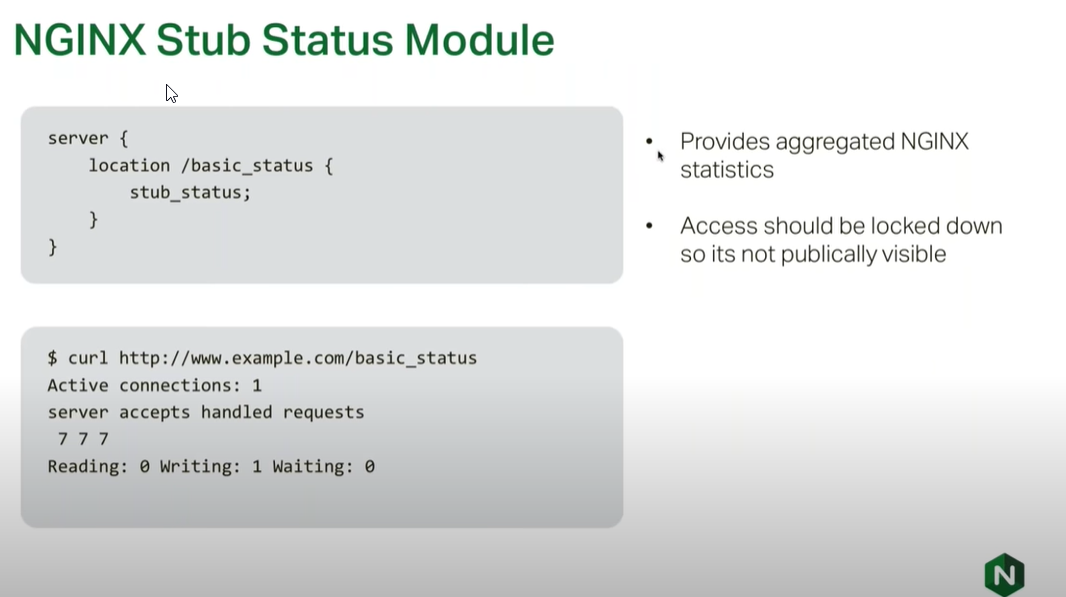 NGINX Stub Status Module
server {
    location /basic_status {
        stub_status;
    }
}
• Provides aggregated NGINX
statistics
• Access should be locked down
so its not publically visible
$ curl http://www.example.com/basic_status
Active connections: 1
server accepts handled requests
 7 7 7
Reading: 0 Writing: 1 Waiting: 0
N